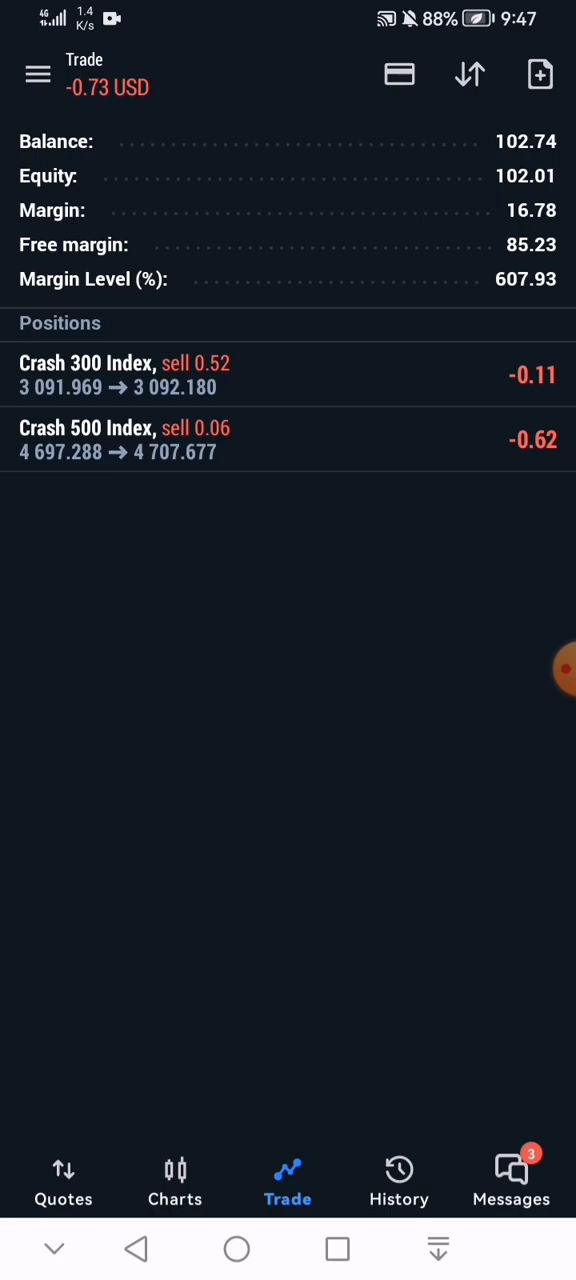 4G 1.4 K/s 88% 9:47
Trade
-0.73 USD
Balance: 102.74
Equity: 102.01
Margin: 16.78
Free margin: 85.23
Margin Level (%): 607.93
Positions
Crash 300 Index, sell 0.52
3 091.969 → 3 092.180 -0.11
Crash 500 Index, sell 0.06
4 697.288 → 4 707.677 -0.62
3
Quotes Charts Trade History Messages